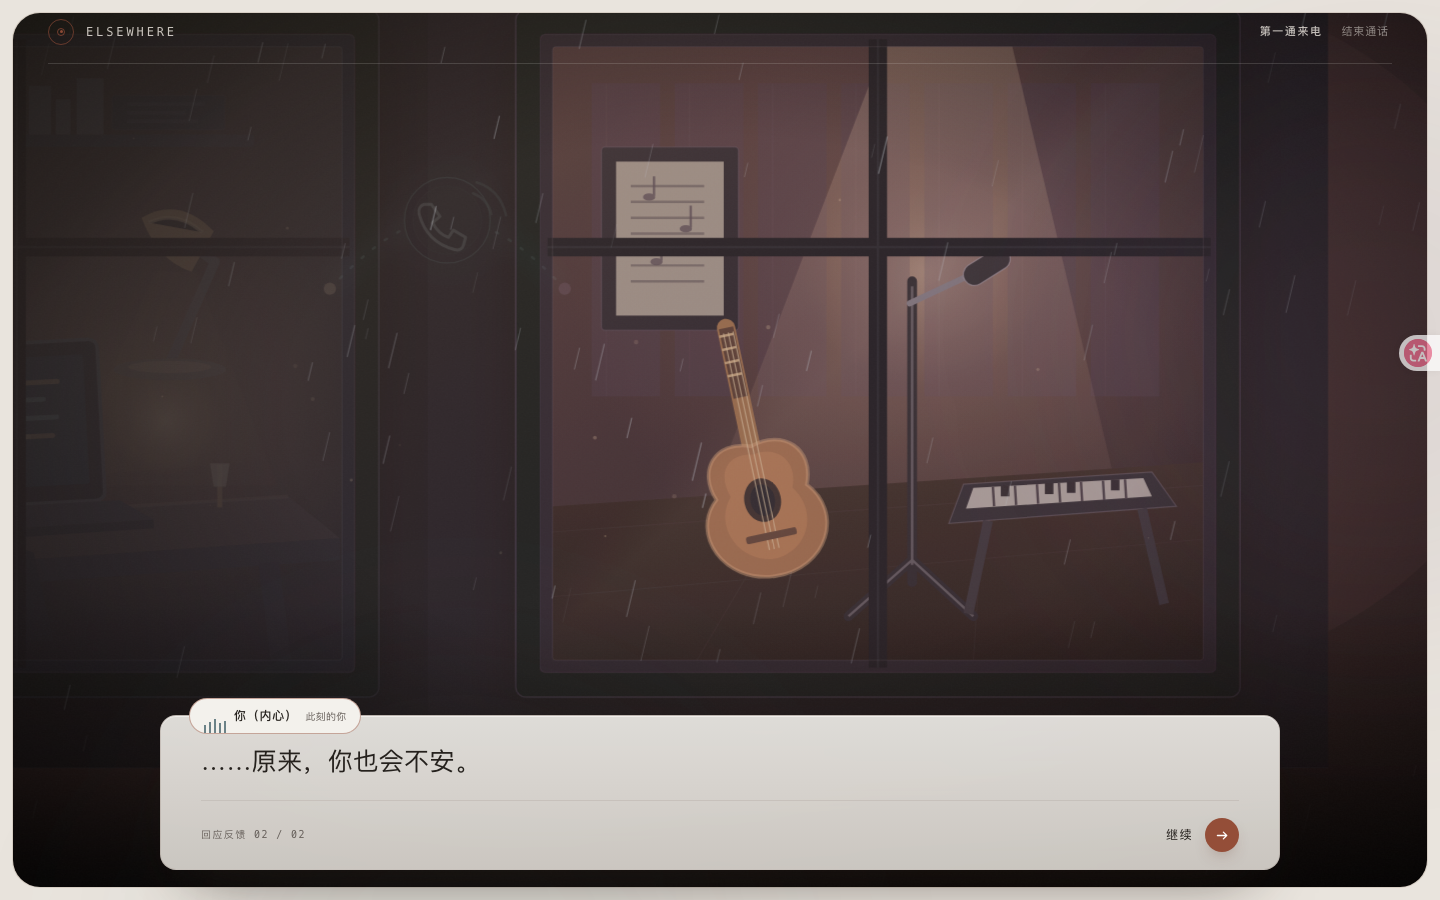 ELSEWHERE
第一通来电 结束通话
你（内心） 此刻的你
……原来，你也会不安。
回应反馈 02 / 02
继续